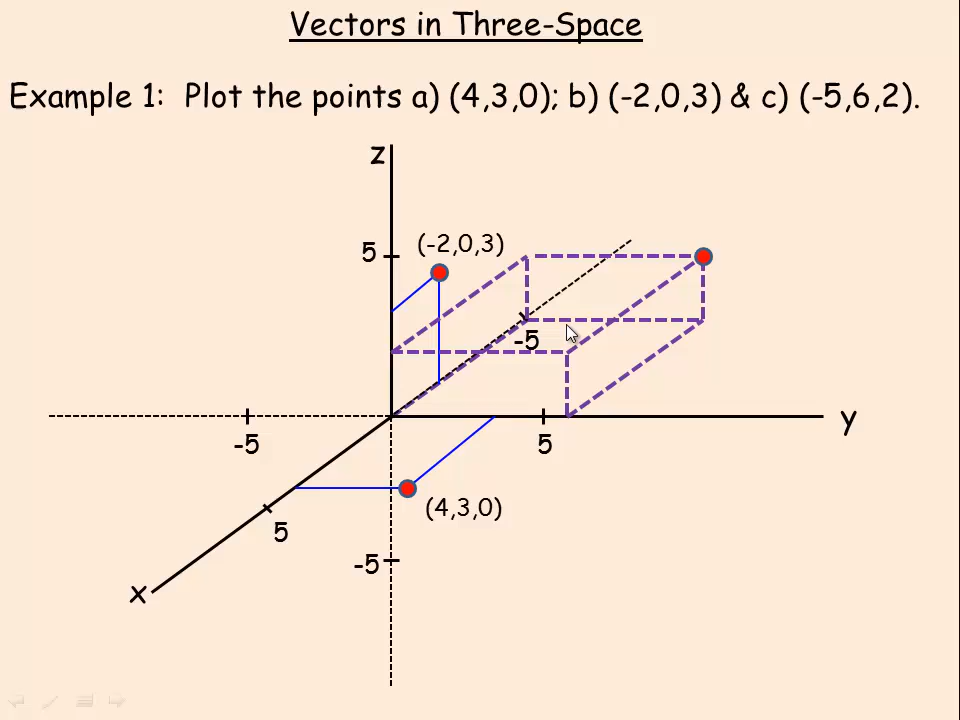 Vectors in Three-Space
Example 1: Plot the points a) (4,3,0); b) (-2,0,3) & c) (-5,6,2).
z
5
(-2,0,3)
-5
y
-5
5
(4,3,0)
5
-5
x